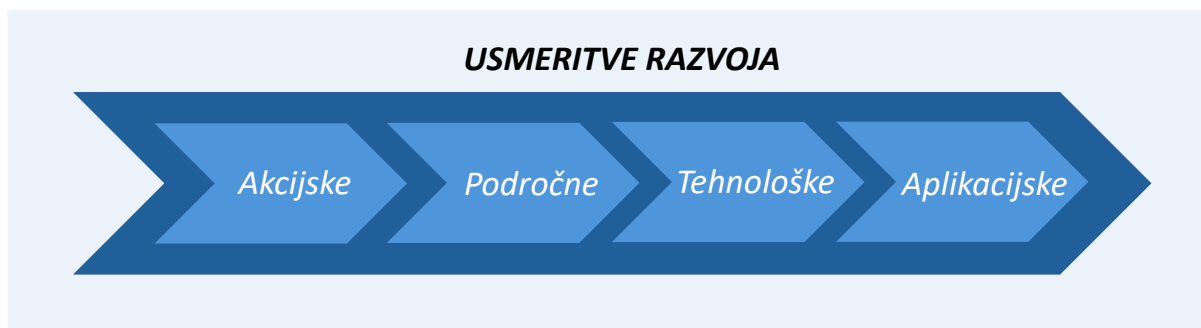 USMERITVE RAZVOJA
Akcijske
Področne
Tehnološke
Aplikacijske